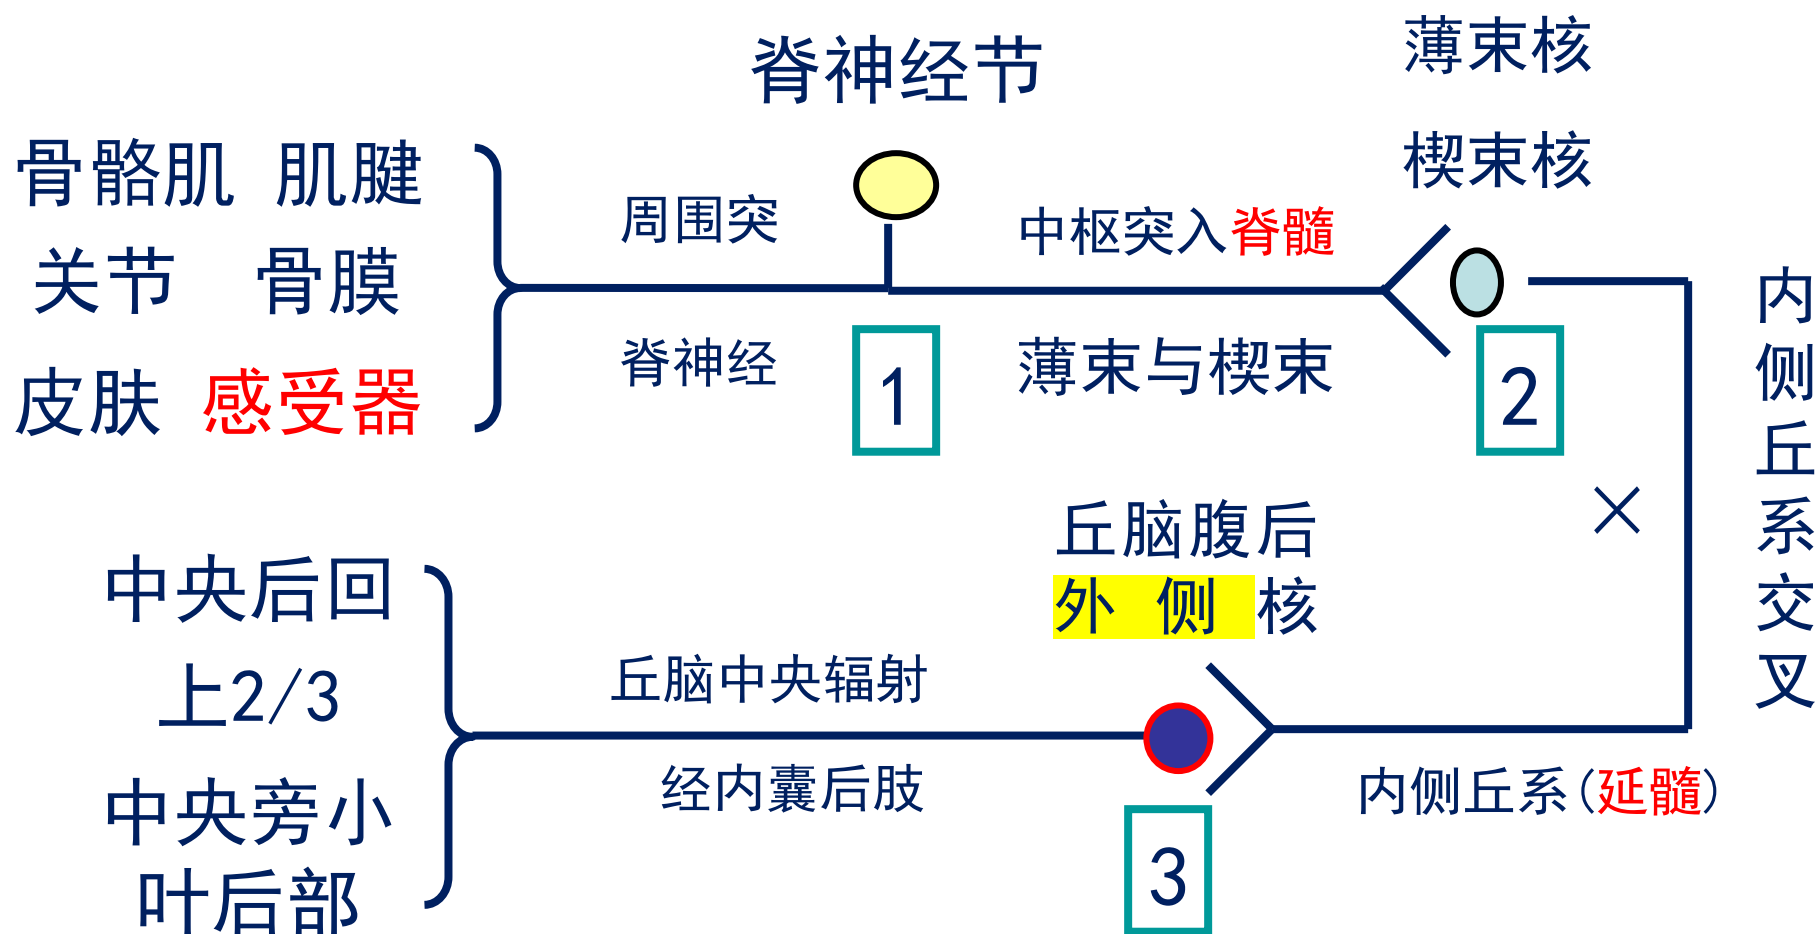 脊神经节
薄束核
楔束核
骨骼肌 肌腱
关节 骨膜
皮肤 感受器
周围突
脊神经
1
中枢突入脊髓
薄束与楔束
2
内侧丘系交叉
×
丘脑腹后
外 侧 核
中央后回
上2/3
中央旁小
叶后部
丘脑中央辐射
经内囊后肢
3
内侧丘系(延髓)